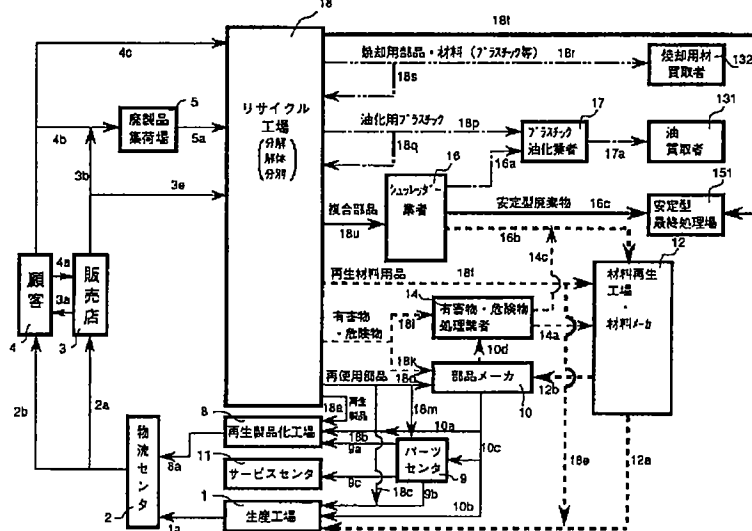 18
18t
4c
焼却用部品・材料(プラスチック等)
18r
焼却用材
買取者
132
18s
5
廃製品
集荷場
4b
5a
リサイクル
工場
(分解
解体
分別)
油化用プラスチック
18p
17
プラスチック
油化業者
131
油
買取者
17a
18q
16
16a
3b
3e
シュレッダー
業者
151
複合部品
18u
安定型廃棄物
16c
安定型
最終処理場
16b
14c
12
再生材料用品
18f
材料再生
工場
・
材料メーカ
4a
顧客
販売店
3a
4
3
14
有害物・危険物
処理業者
有害物
・危険物
18j
14a
10d
18k
再使用部品
18d
部品メーカ
10
12b
2b
2a
18a
再生
製品
18m
8
再生製品化工場
10a
18b
9a
10c
パーツ
センタ
9
18e
12a
物流センタ
8a
11
サービスセンタ
9c
18c
9b
1
生産工場
10b
2
1a